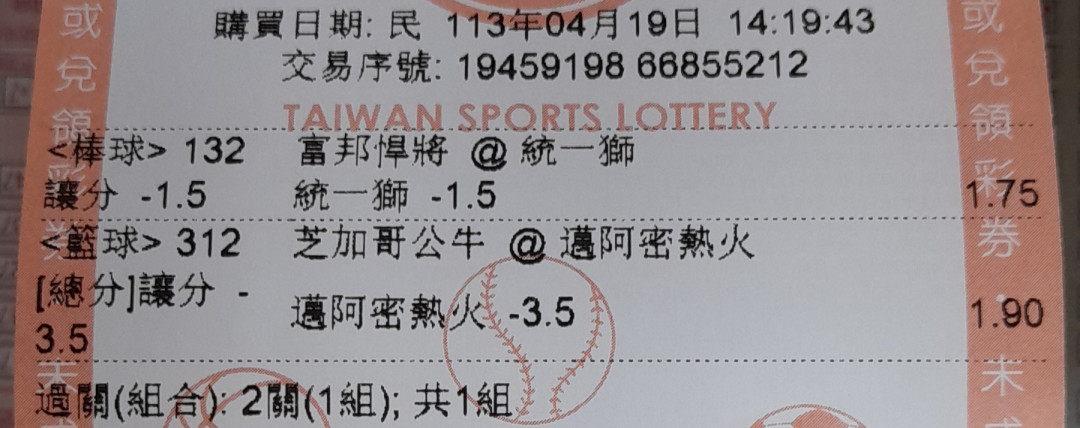 購買日期: 民 113年04月19日 14:19:43
交易序號: 19459198 66855212
TAIWAN SPORTS LOTTERY
<棒球> 132 富邦悍將 @ 統一獅
讓分 -1.5 統一獅 -1.5 1.75
<籃球> 312 芝加哥公牛 @ 邁阿密熱火
[總分]讓分 -
3.5 邁阿密熱火 -3.5 1.90
過關(組合): 2關(1組); 共1組
或兌領彩
或兌領彩券·未